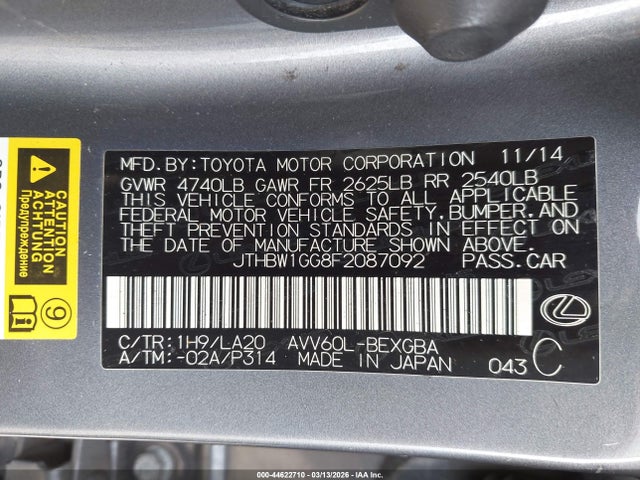 MFD.BY:TOYOTA MOTOR CORPORATION 11/14
GVWR 4740LB GAWR FR 2625LB RR 2540LB
THIS VEHICLE CONFORMS TO ALL APPLICABLE
FEDERAL MOTOR VEHICLE SAFETY,BUMPER,AND
THEFT PREVENTION STANDARDS IN EFFECT ON
THE DATE OF MANUFACTURE SHOWN ABOVE.
JTHBW1GG8F2087092 PASS.CAR
C/TR:1H9/LA20 AVV60L-BEXGBA
A/TM:-02A/P314 MADE IN JAPAN 043 C
CAUTION
ATTENTION
ACHTUNG
Предупреждение
9
000-44622710 - 03/13/2026 - IAA Inc.